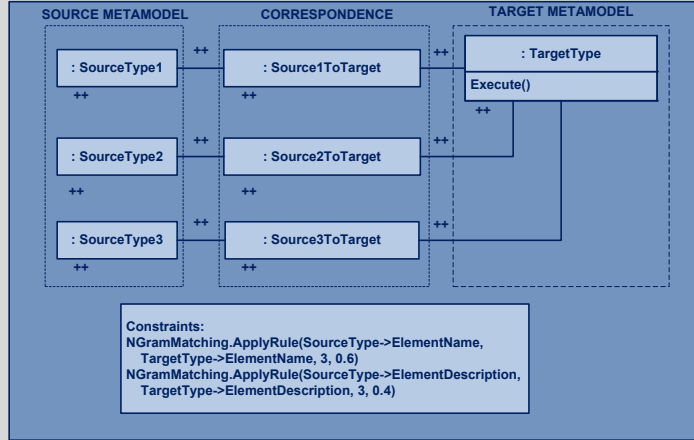 SOURCE METAMODEL
CORRESPONDENCE
TARGET METAMODEL
++
++
: SourceType1
: Source1ToTarget
: TargetType
Execute()
++
++
++
++
++
: SourceType2
: Source2ToTarget
++
++
++
++
: SourceType3
: Source3ToTarget
++
++
Constraints:
NGramMatching.ApplyRule(SourceType->ElementName,
TargetType->ElementName, 3, 0.6)
NGramMatching.ApplyRule(SourceType->ElementDescription,
TargetType->ElementDescription, 3, 0.4)